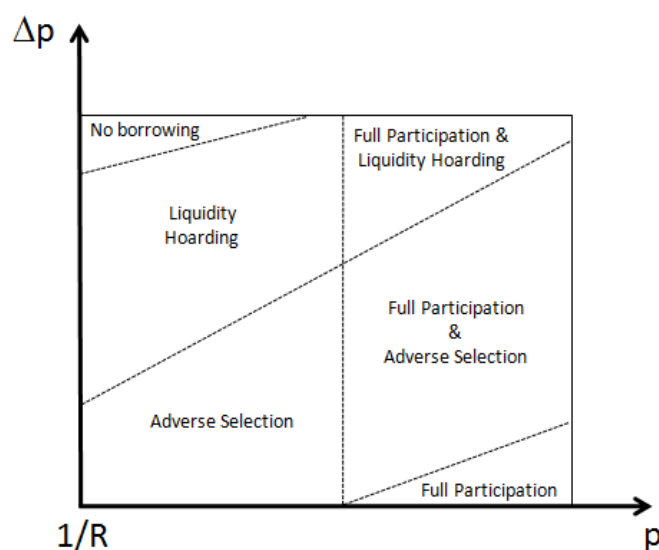 Δp
No borrowing
Full Participation &
Liquidity Hoarding
Liquidity
Hoarding
Full Participation
&
Adverse Selection
Adverse Selection
Full Participation
1/R
p